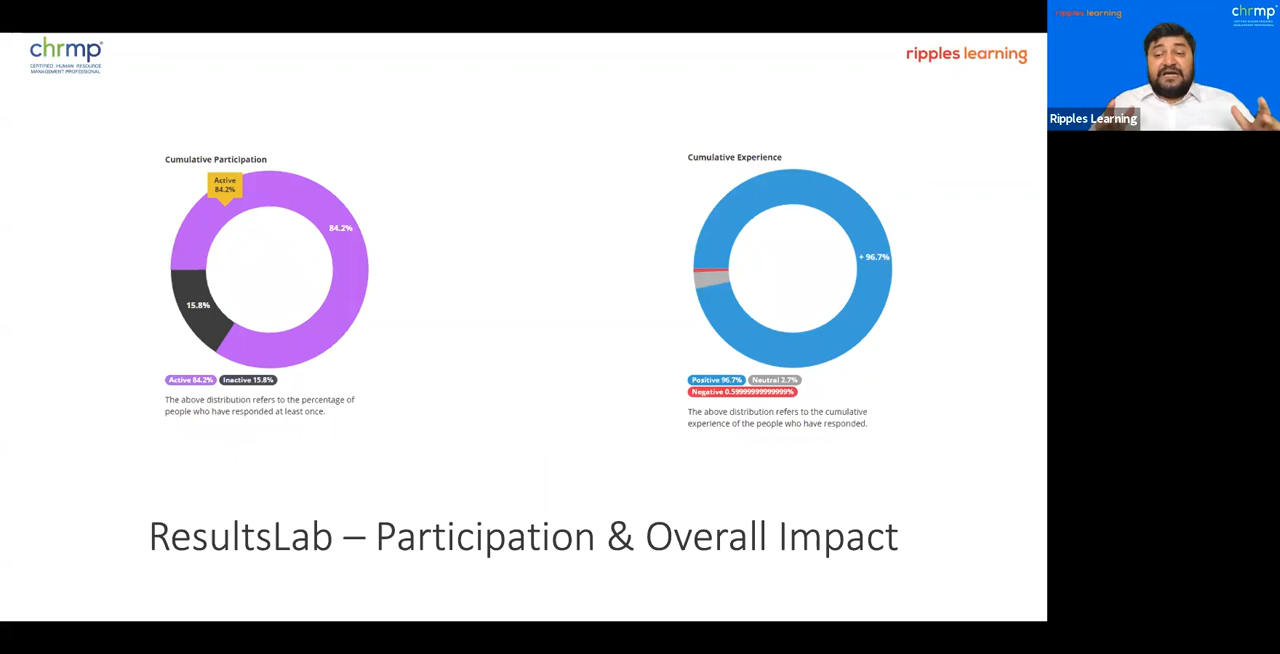 chrmp
CERTIFIED HUMAN RESOURCE
MANAGEMENT PROFESSIONAL
ripples learning
Cumulative Participation
Active
84.2%
84.2%
15.8%
Active 84.2% Inactive 15.8%
The above distribution refers to the percentage of
people who have responded at least once.
Cumulative Experience
+ 96.7%
Positive 96.7% Neutral 2.7%
Negative 0.59999999999999%
The above distribution refers to the cumulative
experience of the people who have responded.
ResultsLab – Participation & Overall Impact
ripples learning
chrmp
Ripples Learning